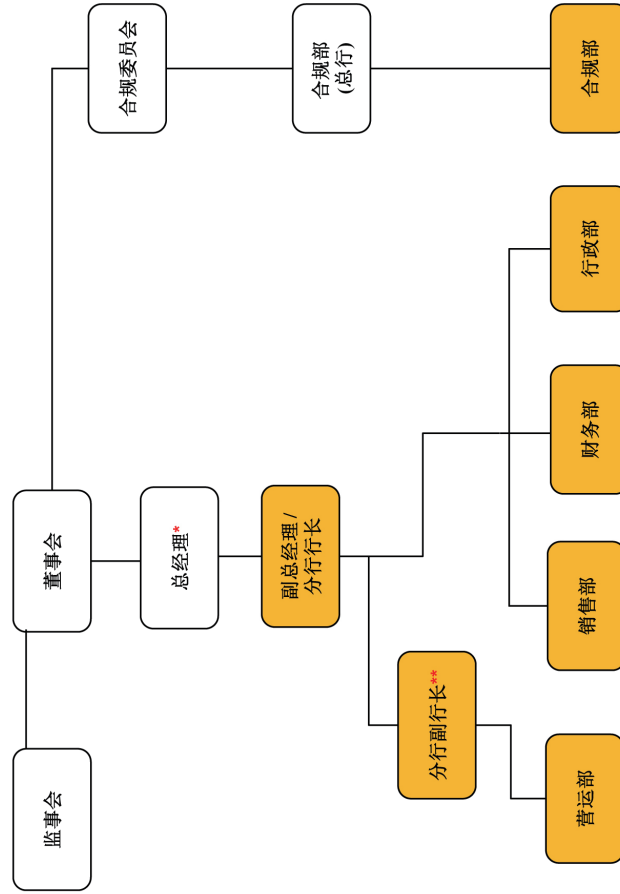 监事会
董事会
合规委员会
总经理*
合规部
(总行)
副总经理/
分行行长
分行副行长**
营运部
销售部
财务部
行政部
合规部